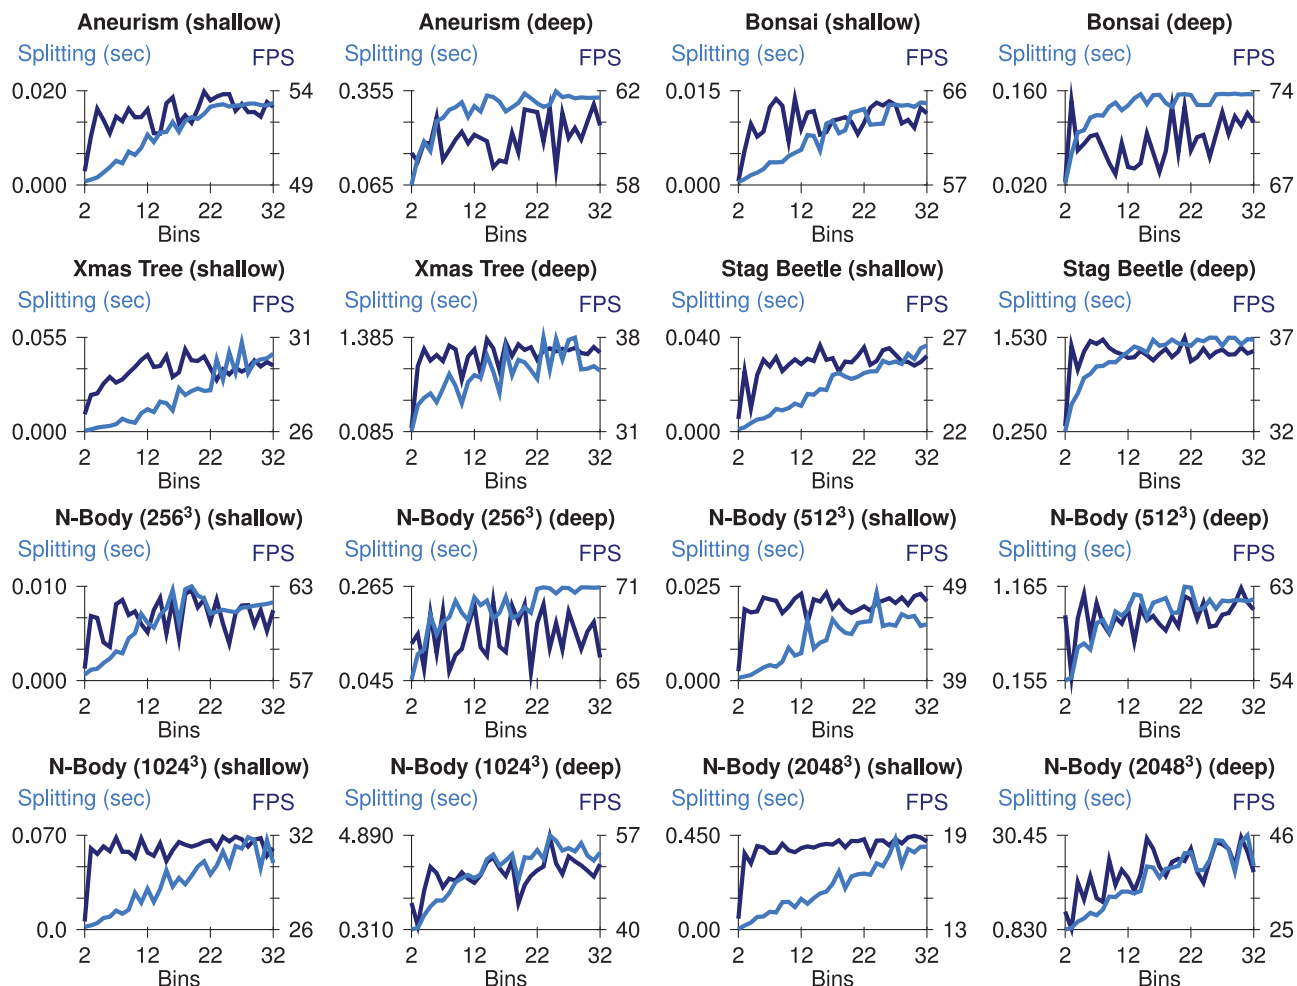 Aneurism (shallow) Aneurism (deep) Bonsai (shallow) Bonsai (deep)
Splitting (sec) FPS Splitting (sec) FPS Splitting (sec) FPS Splitting (sec) FPS
0.020 54 0.355 62 0.015 66 0.160 74
0.000 49 0.065 58 0.000 57 0.020 67
2 12 22 32 2 12 22 32 2 12 22 32 2 12 22 32
Bins Bins Bins Bins
Xmas Tree (shallow) Xmas Tree (deep) Stag Beetle (shallow) Stag Beetle (deep)
Splitting (sec) FPS Splitting (sec) FPS Splitting (sec) FPS Splitting (sec) FPS
0.055 31 1.385 38 0.040 27 1.530 37
0.000 26 0.085 31 0.000 22 0.250 32
2 12 22 32 2 12 22 32 2 12 22 32 2 12 22 32
Bins Bins Bins Bins
N-Body (256³) (shallow) N-Body (256³) (deep) N-Body (512³) (shallow) N-Body (512³) (deep)
Splitting (sec) FPS Splitting (sec) FPS Splitting (sec) FPS Splitting (sec) FPS
0.010 63 0.265 71 0.025 49 1.165 63
0.000 57 0.045 65 0.000 39 0.155 54
2 12 22 32 2 12 22 32 2 12 22 32 2 12 22 32
Bins Bins Bins Bins
N-Body (1024³) (shallow) N-Body (1024³) (deep) N-Body (2048³) (shallow) N-Body (2048³) (deep)
Splitting (sec) FPS Splitting (sec) FPS Splitting (sec) FPS Splitting (sec) FPS
0.070 32 4.890 57 0.450 19 30.45 46
0.0 26 0.310 40 0.00 13 0.830 25
2 12 22 32 2 12 22 32 2 12 22 32 2 12 22 32
Bins Bins Bins Bins